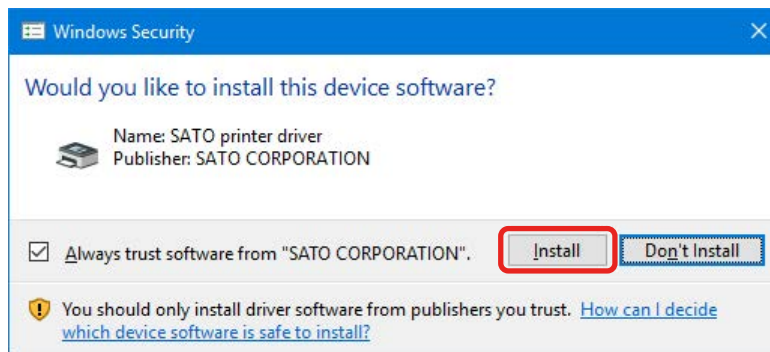 Windows Security
Would you like to install this device software?
Name: SATO printer driver
Publisher: SATO CORPORATION
Always trust software from "SATO CORPORATION".
Install
Don't Install
You should only install driver software from publishers you trust. How can I decide
which device software is safe to install?